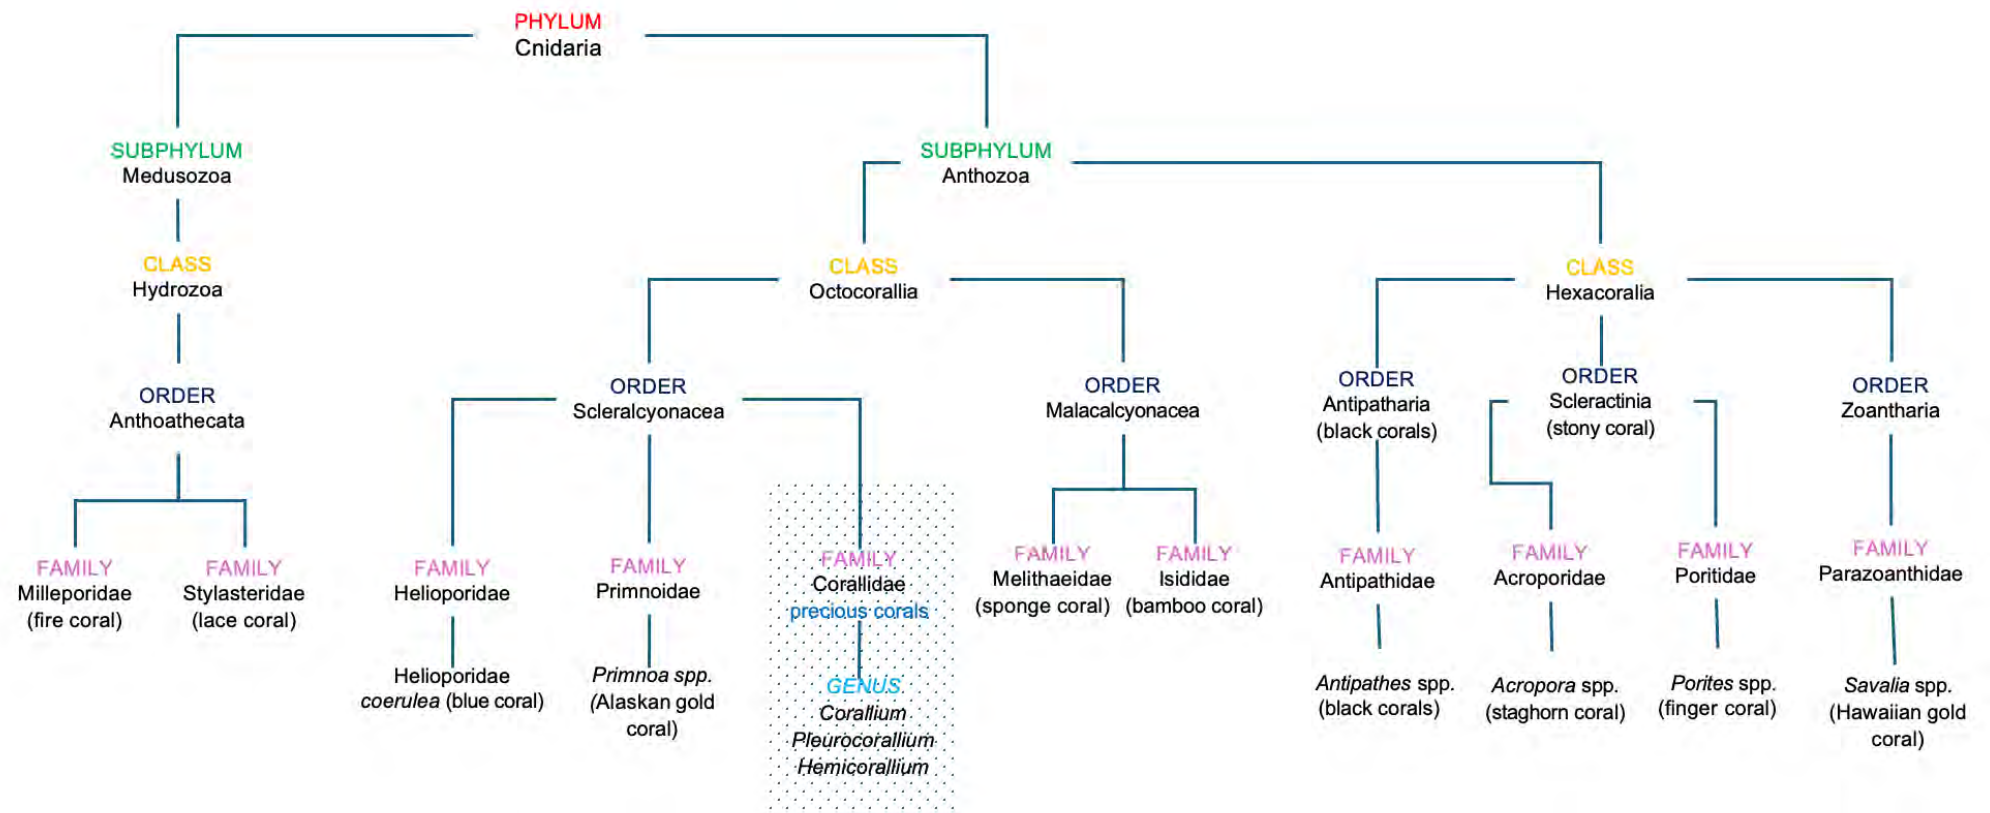 PHYLUM
Cnidaria
SUBPHYLUM
Medusozoa
SUBPHYLUM
Anthozoa
CLASS
Hydrozoa
CLASS
Octocorallia
CLASS
Hexacoralia
ORDER
Anthoathecata
ORDER
Scleralcyonacea
ORDER
Malacalcyonacea
ORDER
Antipatharia
(black corals)
ORDER
Scleractinia
(stony coral)
ORDER
Zoantharia
FAMILY
Milleporidae
(fire coral)
FAMILY
Stylasteridae
(lace coral)
FAMILY
Helioporidae
FAMILY
Primnoidae
FAMILY
Corallidae
precious corals
FAMILY
Melithaeidae
(sponge coral)
FAMILY
Isididae
(bamboo coral)
FAMILY
Antipathidae
FAMILY
Acroporidae
FAMILY
Poritidae
FAMILY
Parazoanthidae
Helioporidae
coerulea (blue coral)
Primnoa spp.
(Alaskan gold
coral)
GENUS
Corallium
Pleurocorallium
Hemicorallium
Antipathes spp.
(black corals)
Acropora spp.
(staghorn coral)
Porites spp.
(finger coral)
Savalia spp.
(Hawaiian gold
coral)